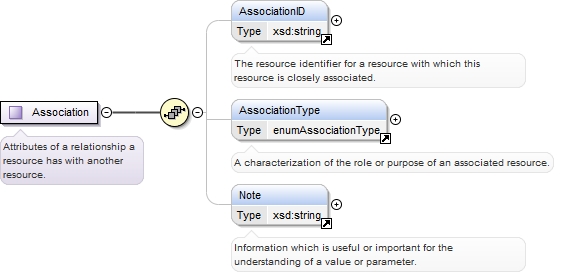 AssociationID
Type xsd:string
The resource identifier for a resource with which this
resource is closely associated.
Association
Attributes of a relationship a
resource has with another
resource.
AssociationType
Type enumAssociationType
A characterization of the role or purpose of an associated resource.
Note
Type xsd:string
Information which is useful or important for the
understanding of a value or parameter.